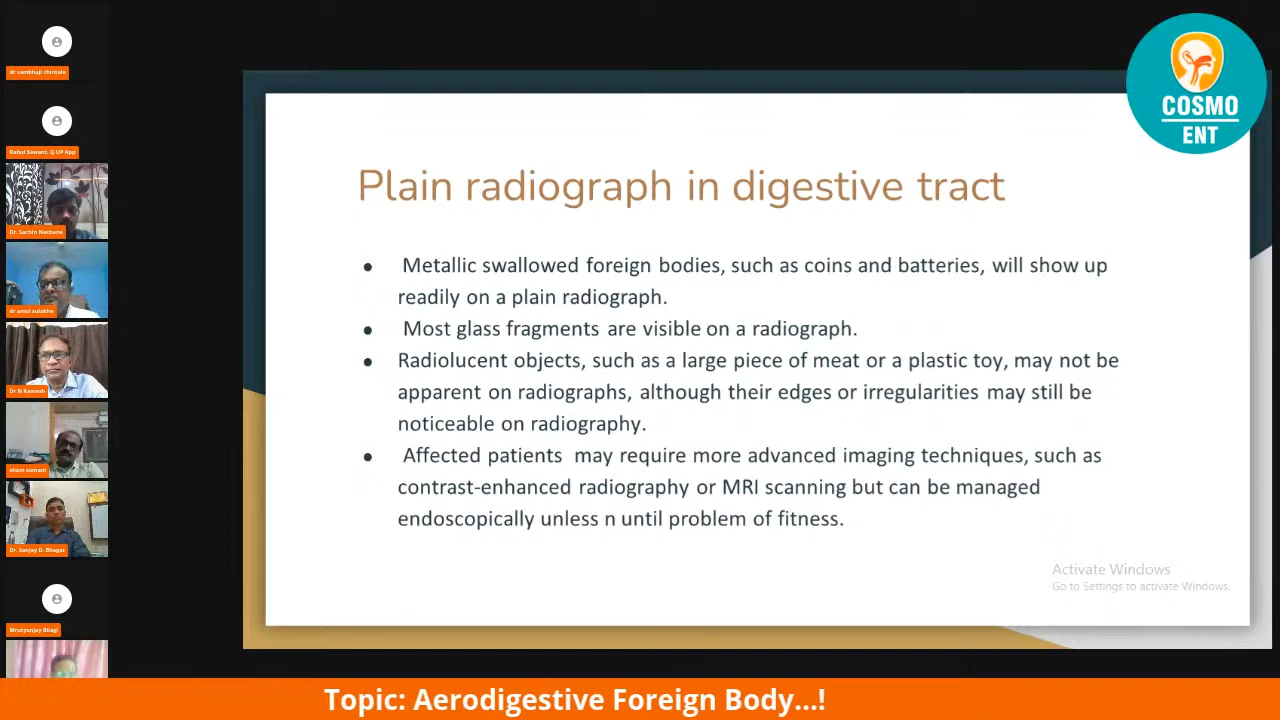 dr sambhaji chintale
Rahul Sawant, Q UP App
Dr. Sachin Nachane
dr amol sulakhe
Dr N Ramesh
sham somani
Dr. Sanjay D. Bhagat
Mrutyunjay Bilagi
COSMO
ENT
Plain radiograph in digestive tract
● Metallic swallowed foreign bodies, such as coins and batteries, will show up
readily on a plain radiograph.
● Most glass fragments are visible on a radiograph.
● Radiolucent objects, such as a large piece of meat or a plastic toy, may not be
apparent on radiographs, although their edges or irregularities may still be
noticeable on radiography.
● Affected patients may require more advanced imaging techniques, such as
contrast-enhanced radiography or MRI scanning but can be managed
endoscopically unless n until problem of fitness.
Activate Windows
Go to Settings to activate Windows.
Topic: Aerodigestive Foreign Body...!